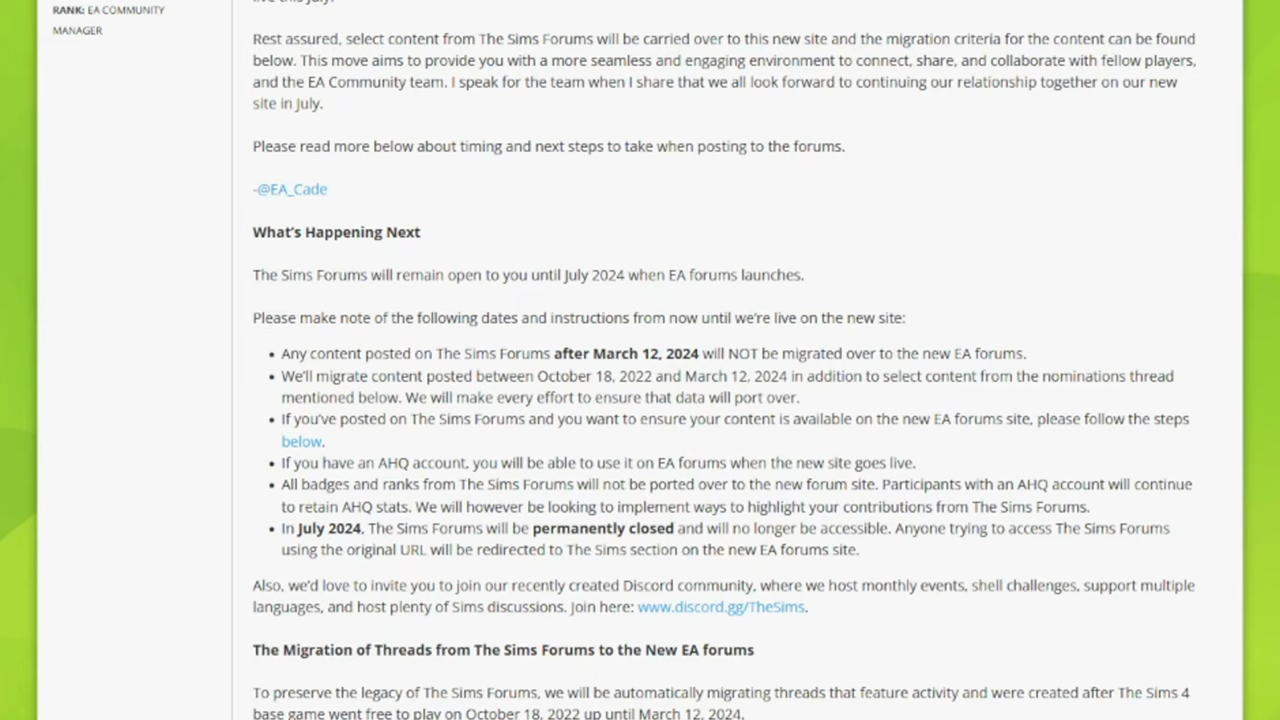 live this July.
RANK: EA COMMUNITY
MANAGER
Rest assured, select content from The Sims Forums will be carried over to this new site and the migration criteria for the content can be found
below. This move aims to provide you with a more seamless and engaging environment to connect, share, and collaborate with fellow players,
and the EA Community team. I speak for the team when I share that we all look forward to continuing our relationship together on our new
site in July.
Please read more below about timing and next steps to take when posting to the forums.
-@EA_Cade
What's Happening Next
The Sims Forums will remain open to you until July 2024 when EA forums launches.
Please make note of the following dates and instructions from now until we're live on the new site:
• Any content posted on The Sims Forums after March 12, 2024 will NOT be migrated over to the new EA forums.
• We'll migrate content posted between October 18, 2022 and March 12, 2024 in addition to select content from the nominations thread
mentioned below. We will make every effort to ensure that data will port over.
• If you've posted on The Sims Forums and you want to ensure your content is available on the new EA forums site, please follow the steps
below.
• If you have an AHQ account, you will be able to use it on EA forums when the new site goes live.
• All badges and ranks from The Sims Forums will not be ported over to the new forum site. Participants with an AHQ account will continue
to retain AHQ stats. We will however be looking to implement ways to highlight your contributions from The Sims Forums.
• In July 2024, The Sims Forums will be permanently closed and will no longer be accessible. Anyone trying to access The Sims Forums
using the original URL will be redirected to The Sims section on the new EA forums site.
Also, we'd love to invite you to join our recently created Discord community, where we host monthly events, shell challenges, support multiple
languages, and host plenty of Sims discussions. Join here: www.discord.gg/TheSims.
The Migration of Threads from The Sims Forums to the New EA forums
To preserve the legacy of The Sims Forums, we will be automatically migrating threads that feature activity and were created after The Sims 4
base game went free to play on October 18, 2022 up until March 12, 2024.